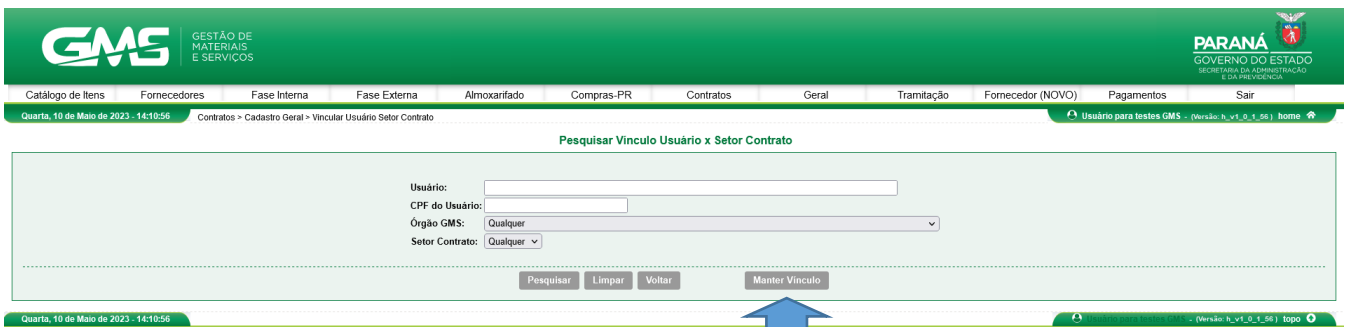 GMS
GESTÃO DE
MATERIAIS
E SERVIÇOS
PARANÁ
GOVERNO DO ESTADO
SECRETARIA DA ADMINISTRAÇÃO
E DA PREVIDÊNCIA
Catálogo de Itens Fornecedores Fase Interna Fase Externa Almoxarifado Compras-PR Contratos Geral Tramitação Fornecedor (NOVO) Pagamentos Sair
Quarta, 10 de Maio de 2023 - 14:10:56 Contratos > Cadastro Geral > Vincular Usuário Setor Contrato Usuário para testes GMS - (Versão: h_v1_0_1_56 ) home
Pesquisar Vinculo Usuário x Setor Contrato
Usuário:
CPF do Usuário:
Órgão GMS: Qualquer
Setor Contrato: Qualquer
Pesquisar Limpar Voltar Manter Vínculo
Quarta, 10 de Maio de 2023 - 14:10:56 Usuário para testes GMS - (Versão: h_v1_0_1_56 ) topo